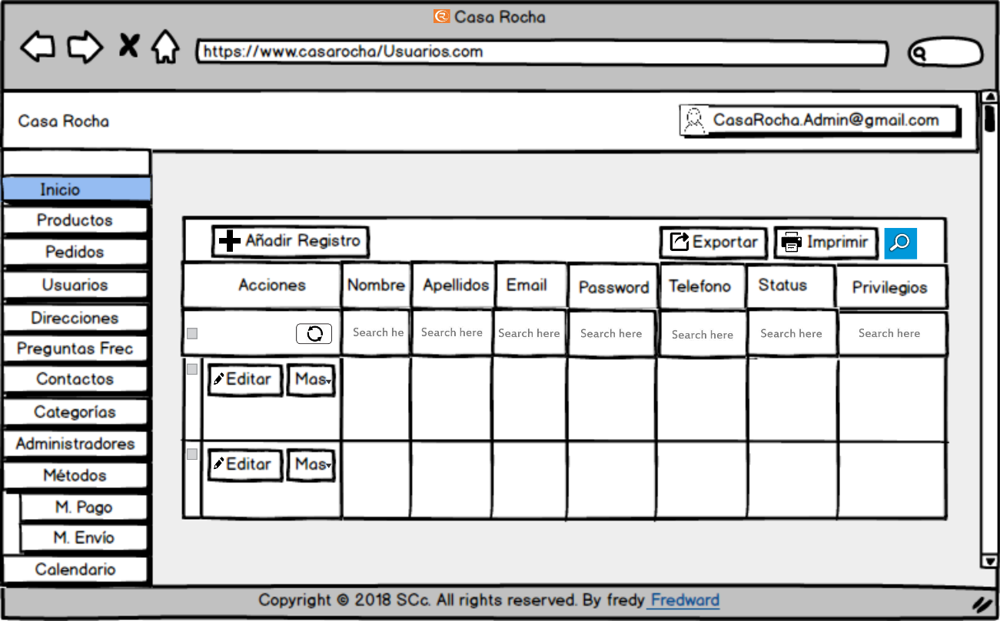 Casa Rocha
https://www.casarocha/Usuarios.com
Casa Rocha
CasaRocha.Admin@gmail.com
Inicio
Productos
Pedidos
Usuarios
Direcciones
Preguntas Frec
Contactos
Categorías
Administradores
Métodos
M. Pago
M. Envío
Calendario
Añadir Registro Exportar Imprimir
Acciones Nombre Apellidos Email Password Telefono Status Privilegios
Search he Search here Search here Search here Search here Search here Search here
Editar Mas
Editar Mas
Copyright © 2018 SCc. All rights reserved. By fredy Fredward